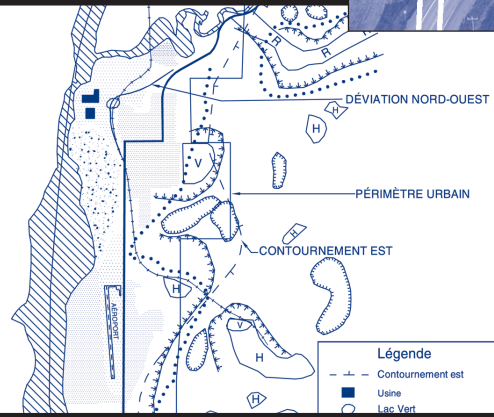 R
R
R
DÉVIATION NORD-OUEST
H
H
V
PÉRIMÈTRE URBAIN
H
CONTOURNEMENT EST
H
AÉROPORT
V
H
H
Légende
Contournement est
Usine
Lac Vert